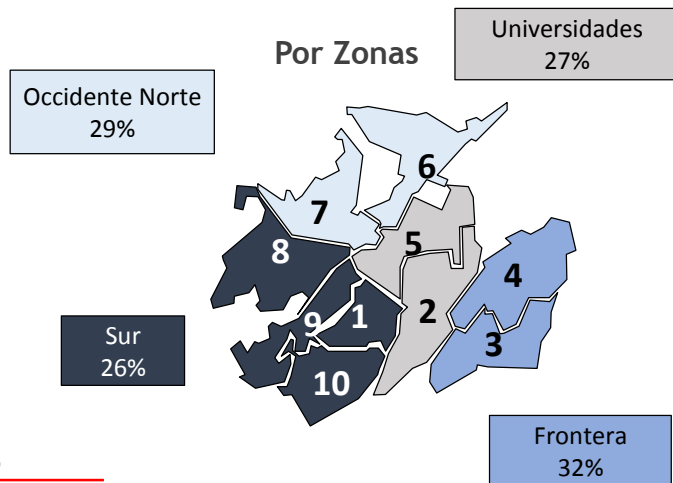 Universidades
27%
Por Zonas
Occidente Norte
29%
6
7
5
8
4
2
9
1
3
Sur
26%
10
Frontera
32%